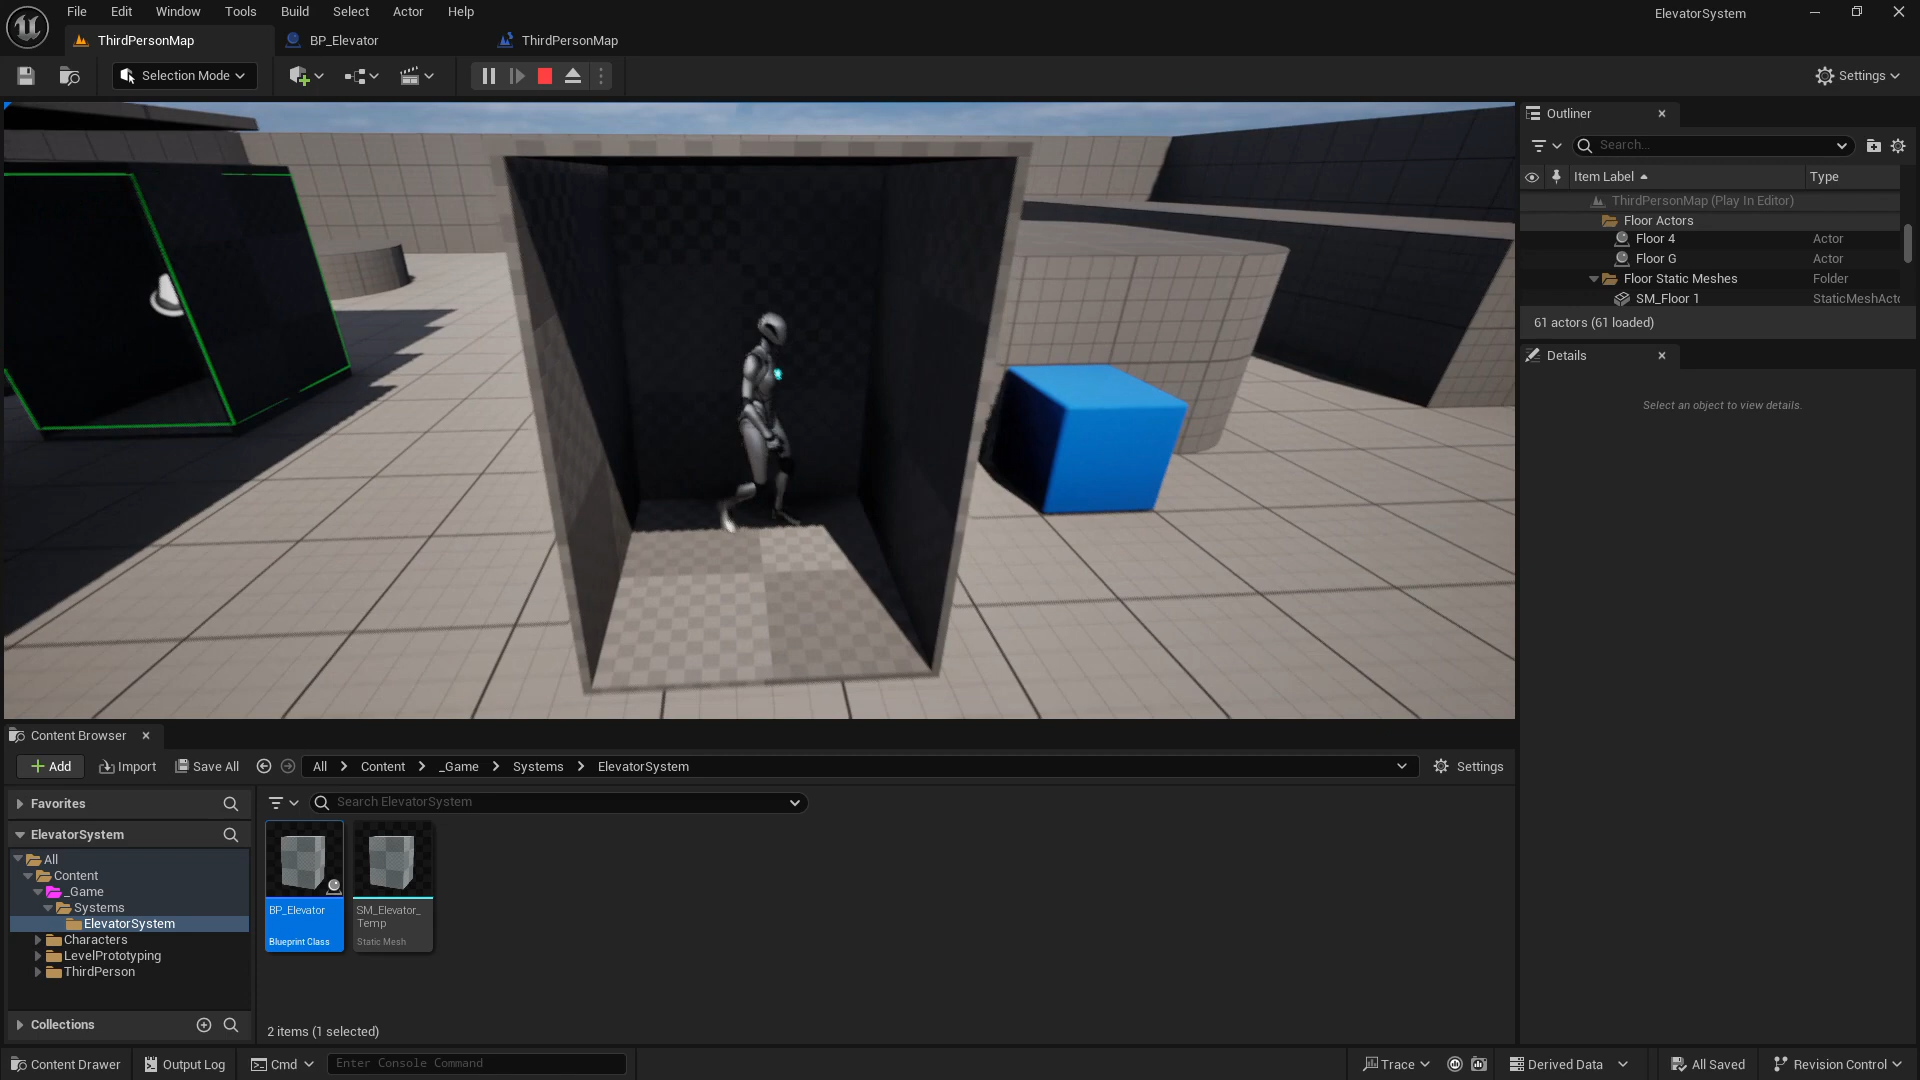 File Edit Window Tools Build Select Actor Help
ElevatorSystem
ThirdPersonMap BP_Elevator ThirdPersonMap
Selection Mode
Settings
Outliner
Search...
Item Label Type
ThirdPersonMap (Play In Editor)
Floor Actors
Floor 4 Actor
Floor G Actor
Floor Static Meshes Folder
SM_Floor 1 StaticMeshActo
61 actors (61 loaded)
Details
Select an object to view details.
Content Browser
Add Import Save All All Content _Game Systems ElevatorSystem Settings
Favorites
Search ElevatorSystem
ElevatorSystem
All
Content
_Game
Systems
ElevatorSystem
Characters
LevelPrototyping
ThirdPerson
Collections
BP_Elevator
Blueprint Class
SM_Elevator_
Temp
Static Mesh
2 items (1 selected)
Content Drawer Output Log Cmd Enter Console Command Trace Derived Data All Saved Revision Control